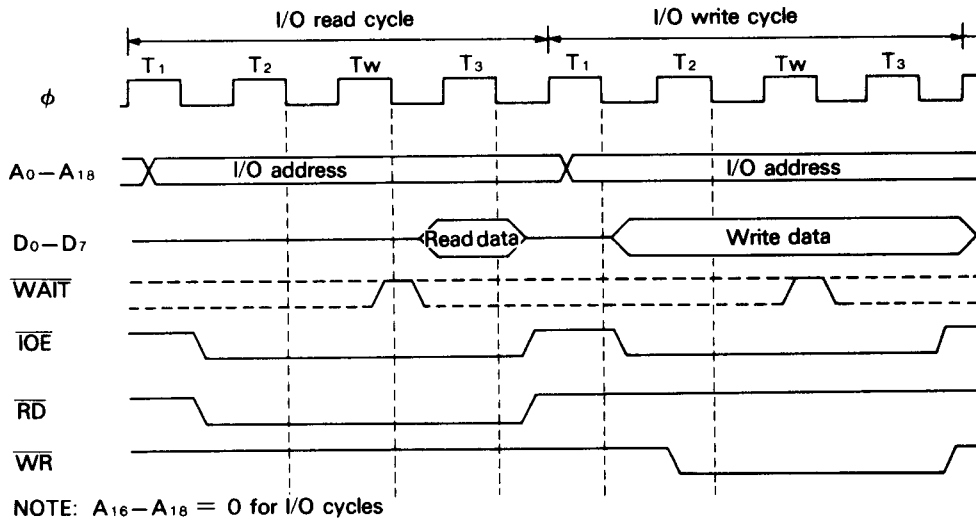 I/O read cycle I/O write cycle
T1 T2 Tw T3 T1 T2 Tw T3
φ
A0–A18 I/O address I/O address
D0–D7 Read data Write data
WAIT
IOE
RD
WR
NOTE: A16–A18 = 0 for I/O cycles